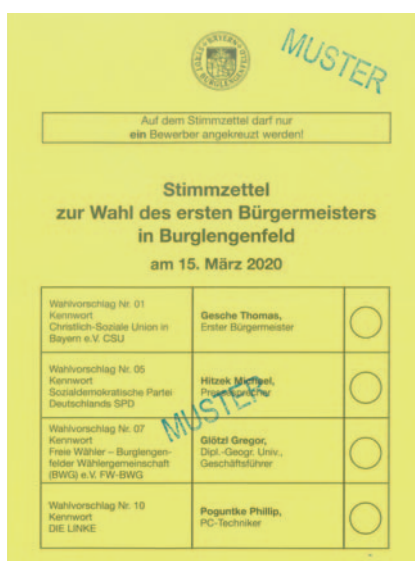 BAYERN
MUSTER
Auf dem Stimmzettel darf nur
ein Bewerber angekreuzt werden!
Stimmzettel
zur Wahl des ersten Bürgermeisters
in Burglengenfeld
am 15. März 2020
Wahlvorschlag Nr. 01
Kennwort
Christlich-Soziale Union in
Bayern e.V. CSU
Gesche Thomas,
Erster Bürgermeister
Wahlvorschlag Nr. 05
Kennwort
Sozialdemokratische Partei
Deutschlands SPD
Hitzek Michael,
Pressesprecher
MUSTER
Wahlvorschlag Nr. 07
Kennwort
Freie Wähler – Burglengen-
felder Wählergemeinschaft
(BWG) e.V. FW-BWG
Glötzl Gregor,
Dipl.-Geogr. Univ.,
Geschäftsführer
Wahlvorschlag Nr. 10
Kennwort
DIE LINKE
Poguntke Phillip,
PC-Techniker